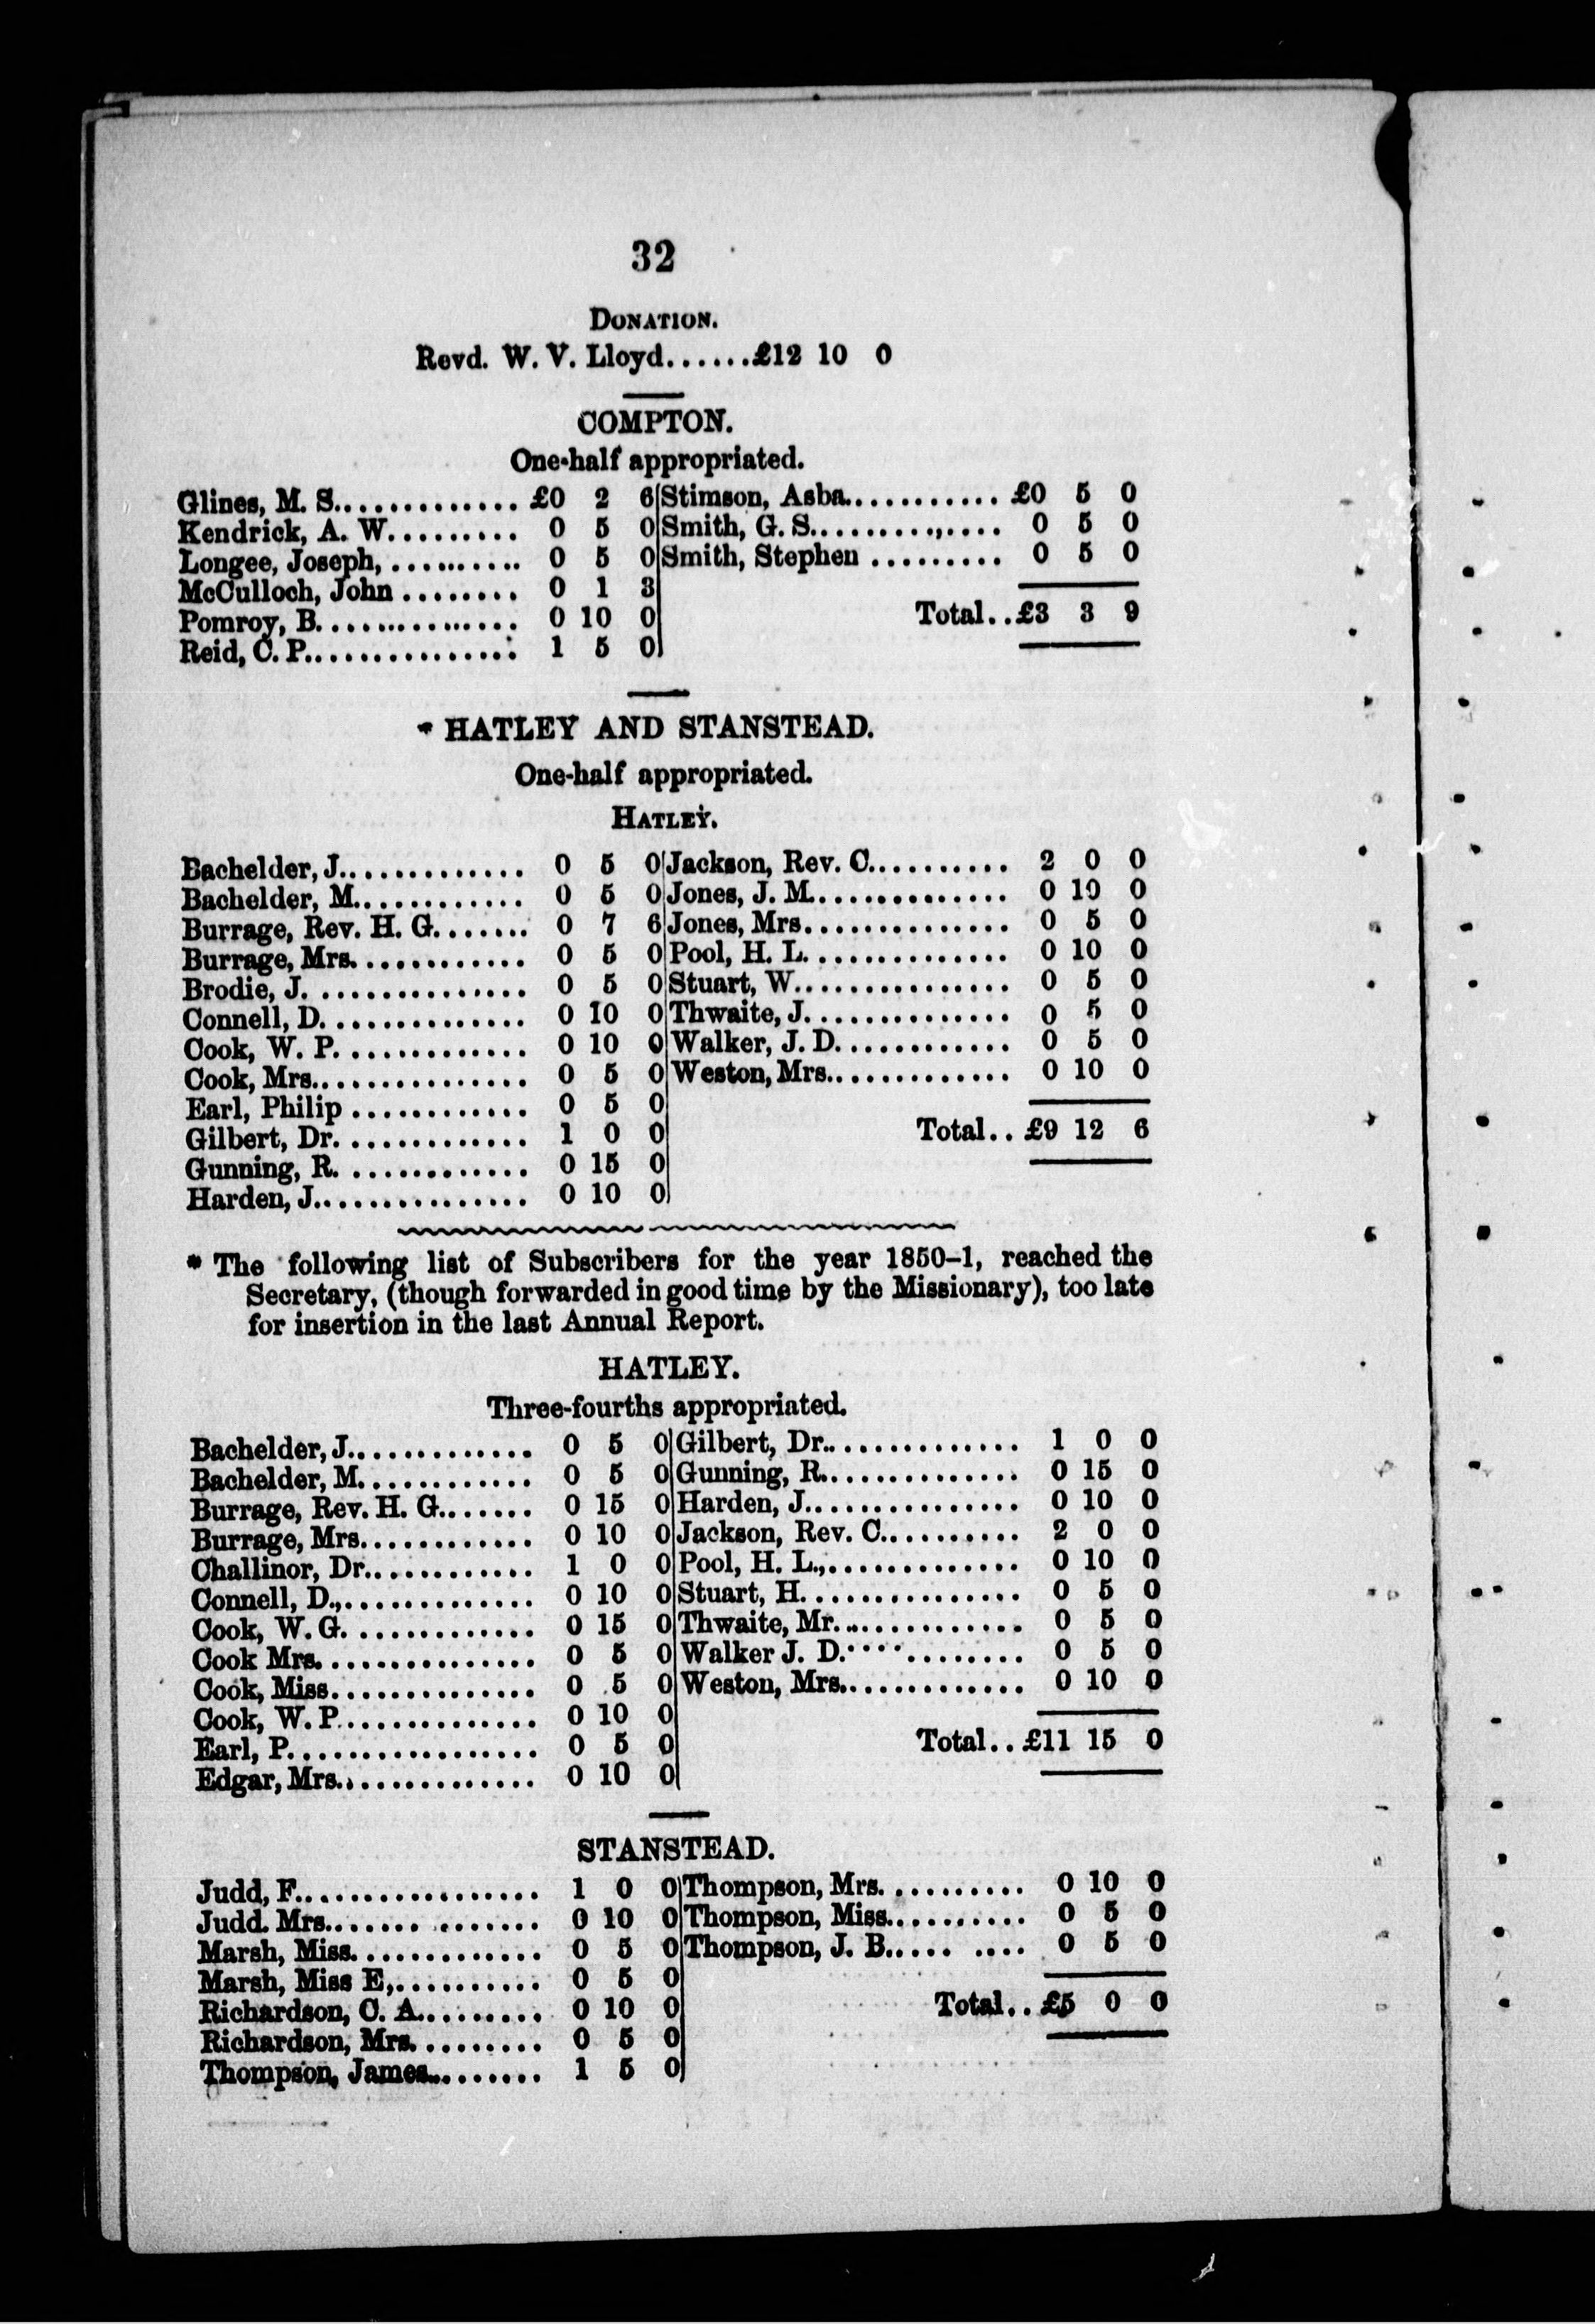 32
DONATION.
Revd. W. V. Lloyd......£12 10 0
COMPTON.
One-half appropriated.
Glines, M. S.............. £0 2 6
Kendrick, A. W......... 0 5 0
Longee, Joseph, .......... 0 5 0
McCulloch, John ........ 0 1 3
Pomroy, B.............. 0 10 0
Reid, C. P............... 1 5 0
Stimson, Asba............ £0 5 0
Smith, G. S.........,.... 0 5 0
Smith, Stephen ......... 0 5 0
Total..£3 3 9
* HATLEY AND STANSTEAD.
One-half appropriated.
HATLEY.
Bachelder, J.............. 0 5 0
Bachelder, M............ 0 5 0
Burrage, Rev. H. G....... 0 7 6
Burrage, Mrs............. 0 5 0
Brodie, J. .............. 0 5 0
Connell, D.............. 0 10 0
Cook, W. P.............. 0 10 0
Cook, Mrs............... 0 5 0
Earl, Philip ............ 0 5 0
Gilbert, Dr.............. 1 0 0
Gunning, R. ............ 0 15 0
Harden, J............... 0 10 0
Jackson, Rev. C.......... 2 0 0
Jones, J. M.............. 0 10 0
Jones, Mrs.............. 0 5 0
Pool, H. L.............. 0 10 0
Stuart, W............... 0 5 0
Thwaite, J.............. 0 5 0
Walker, J. D............ 0 5 0
Weston, Mrs............. 0 10 0
Total.. £9 12 6
* The following list of Subscribers for the year 1850-1, reached the
Secretary, (though forwarded in good time by the Missionary), too late
for insertion in the last Annual Report.
HATLEY.
Three-fourths appropriated.
Bachelder, J............. 0 5 0
Bachelder, M............ 0 5 0
Burrage, Rev. H. G....... 0 15 0
Burrage, Mrs............ 0 10 0
Challinor, Dr............ 1 0 0
Connell, D.,............. 0 10 0
Cook, W. G. ............ 0 15 0
Cook Mrs............... 0 5 0
Cook, Miss.............. 0 5 0
Cook, W. P.............. 0 10 0
Earl, P................. 0 5 0
Edgar, Mrs.............. 0 10 0
Gilbert, Dr.............. 1 0 0
Gunning, R.............. 0 15 0
Harden, J............... 0 10 0
Jackson, Rev. C.......... 2 0 0
Pool, H. L.,............. 0 10 0
Stuart, H............... 0 5 0
Thwaite, Mr............. 0 5 0
Walker J. D............. 0 5 0
Weston, Mrs............. 0 10 0
Total.. £11 15 0
STANSTEAD.
Judd, F................. 1 0 0
Judd. Mrs....... ....... 0 10 0
Marsh, Miss............. 0 5 0
Marsh, Miss E,.......... 0 5 0
Richardson, C. A......... 0 10 0
Richardson, Mrs. ........ 0 5 0
Thompson, James......... 1 5 0
Thompson, Mrs. ......... 0 10 0
Thompson, Miss.......... 0 5 0
Thompson, J. B..... .... 0 5 0
Total.. £5 0 0